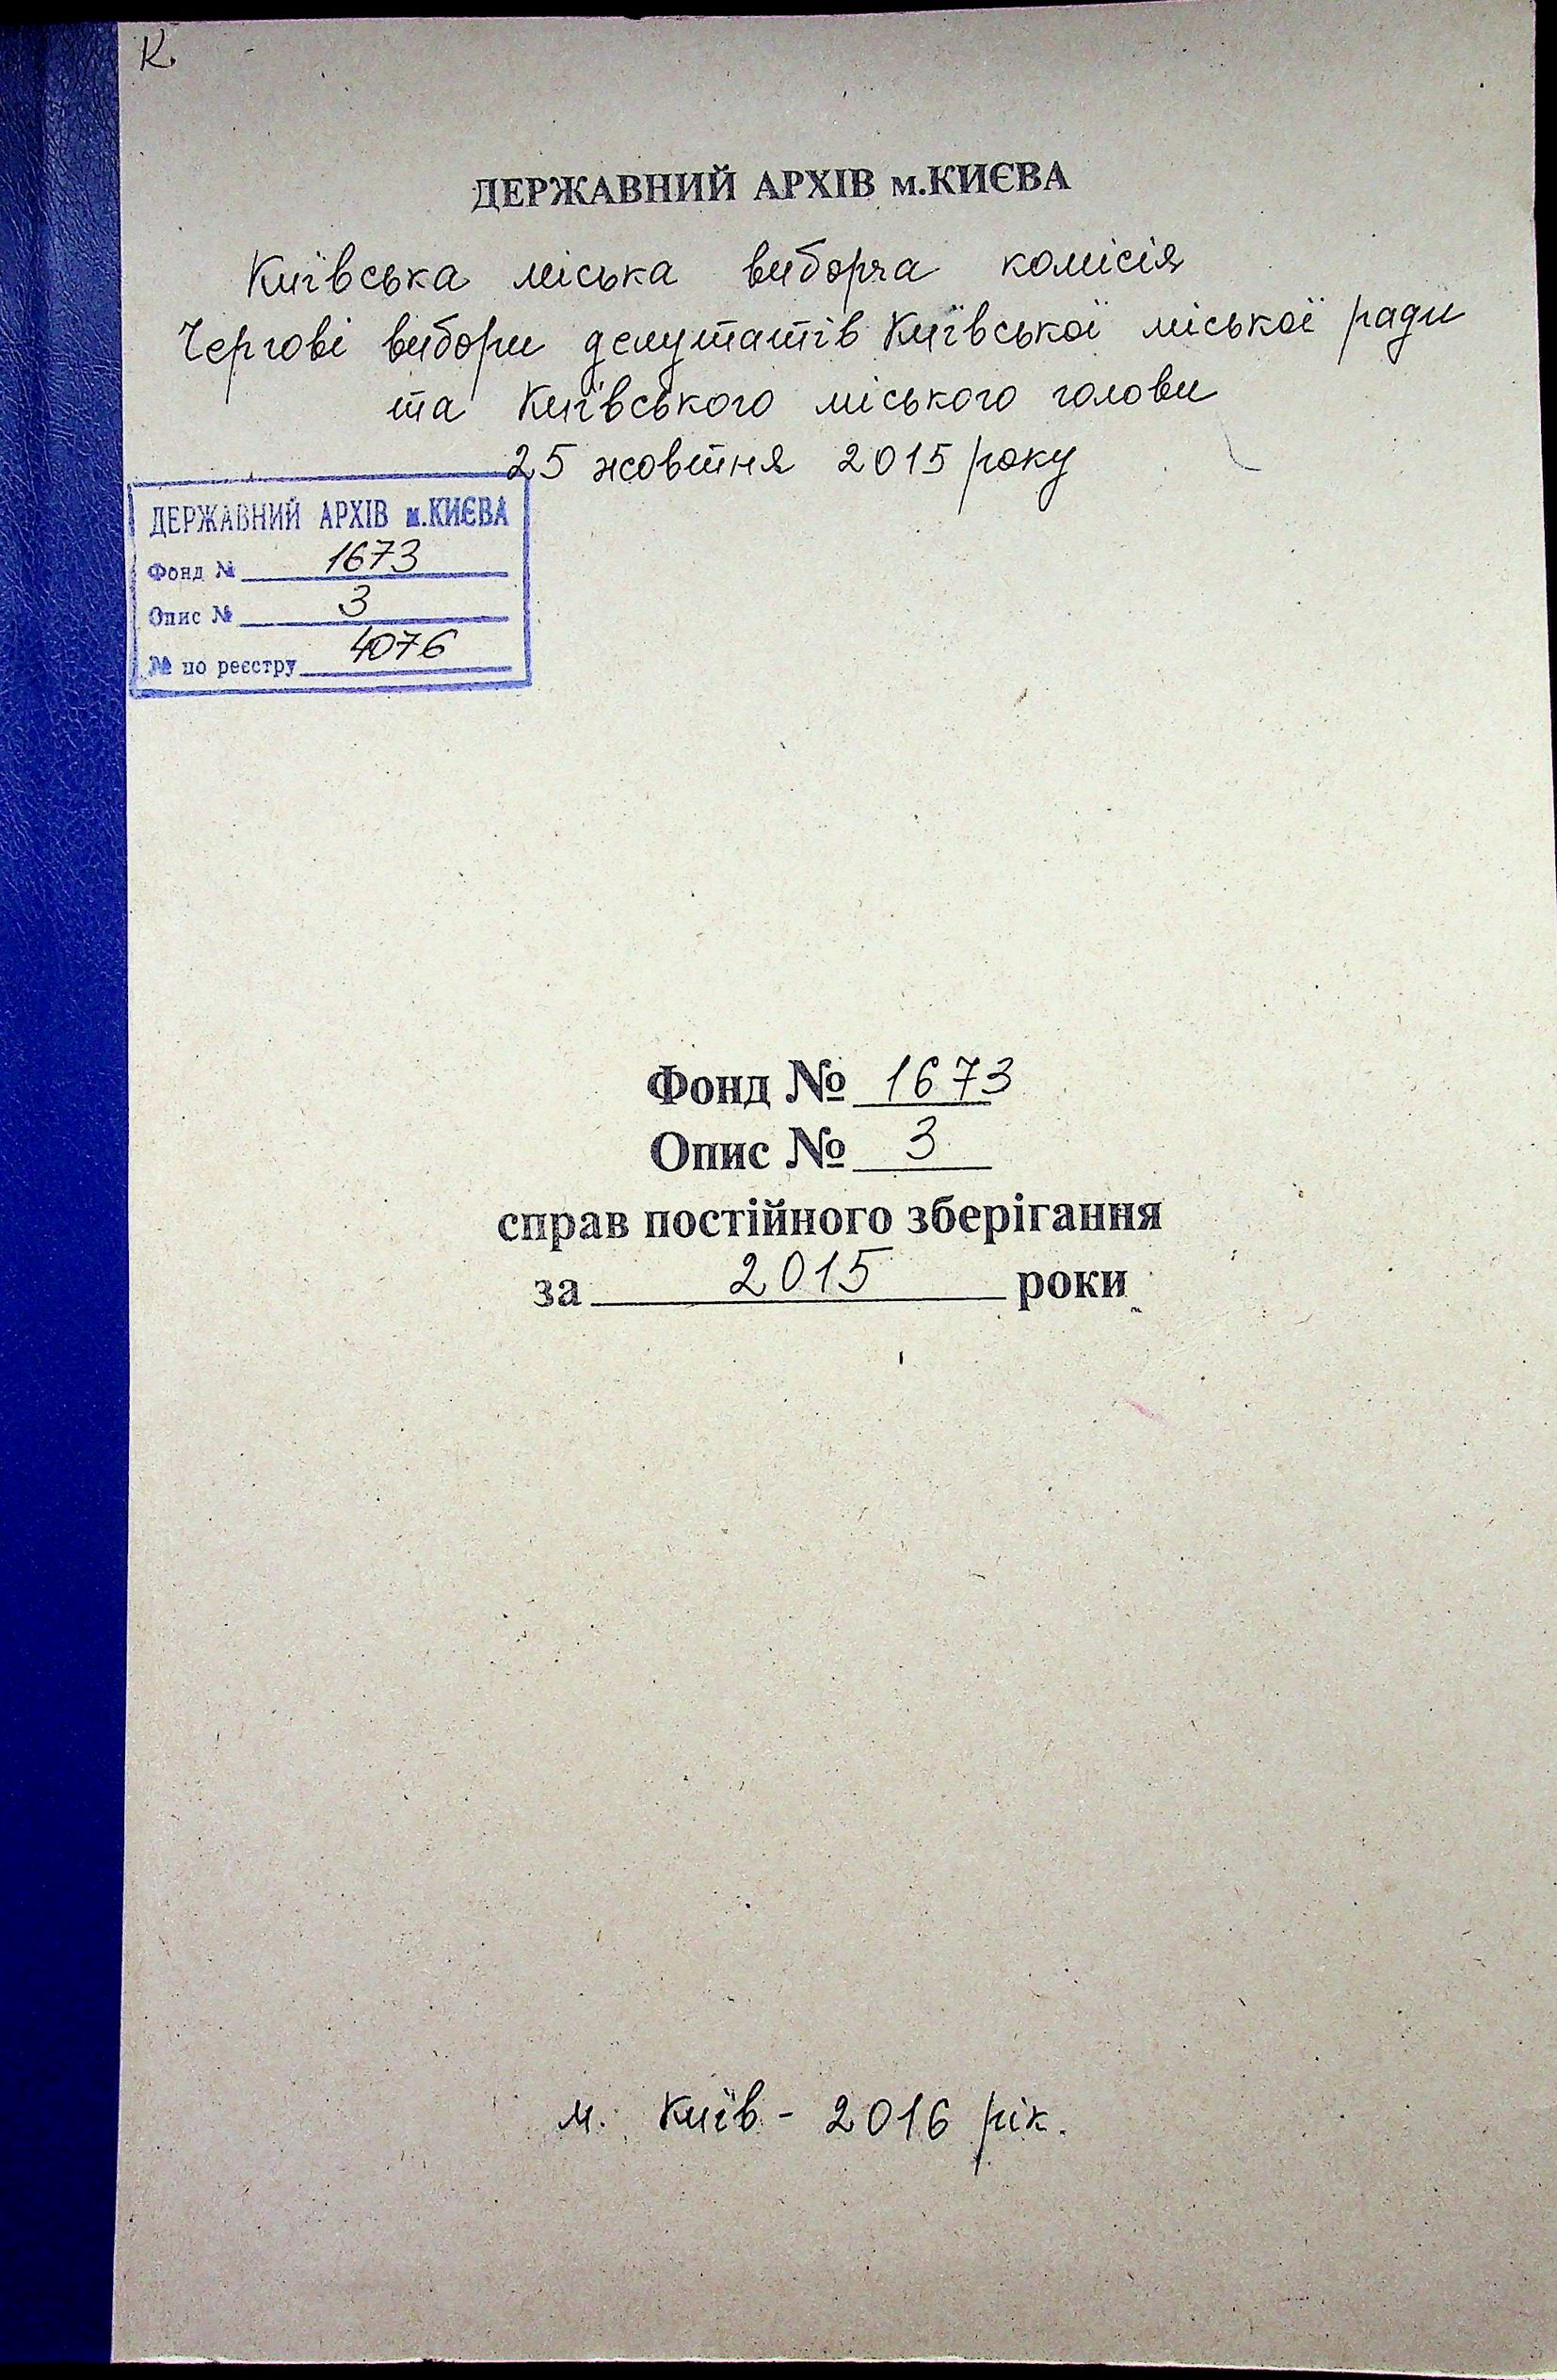 К.
ДЕРЖАВНИЙ АРХІВ м.КИЄВА
Київська міська виборча комісія
Чергові вибори депутатів Київської міської ради
та Київського міського голови
25 жовтня 2015 року
ДЕРЖАВНИЙ АРХІВ м.КИЄВА
Фонд № 1673
Опис № 3
№ по реєстру 4076
Фонд № 1673
Опис № 3
справ постійного зберігання
за 2015 роки
м. Київ - 2016 рік.